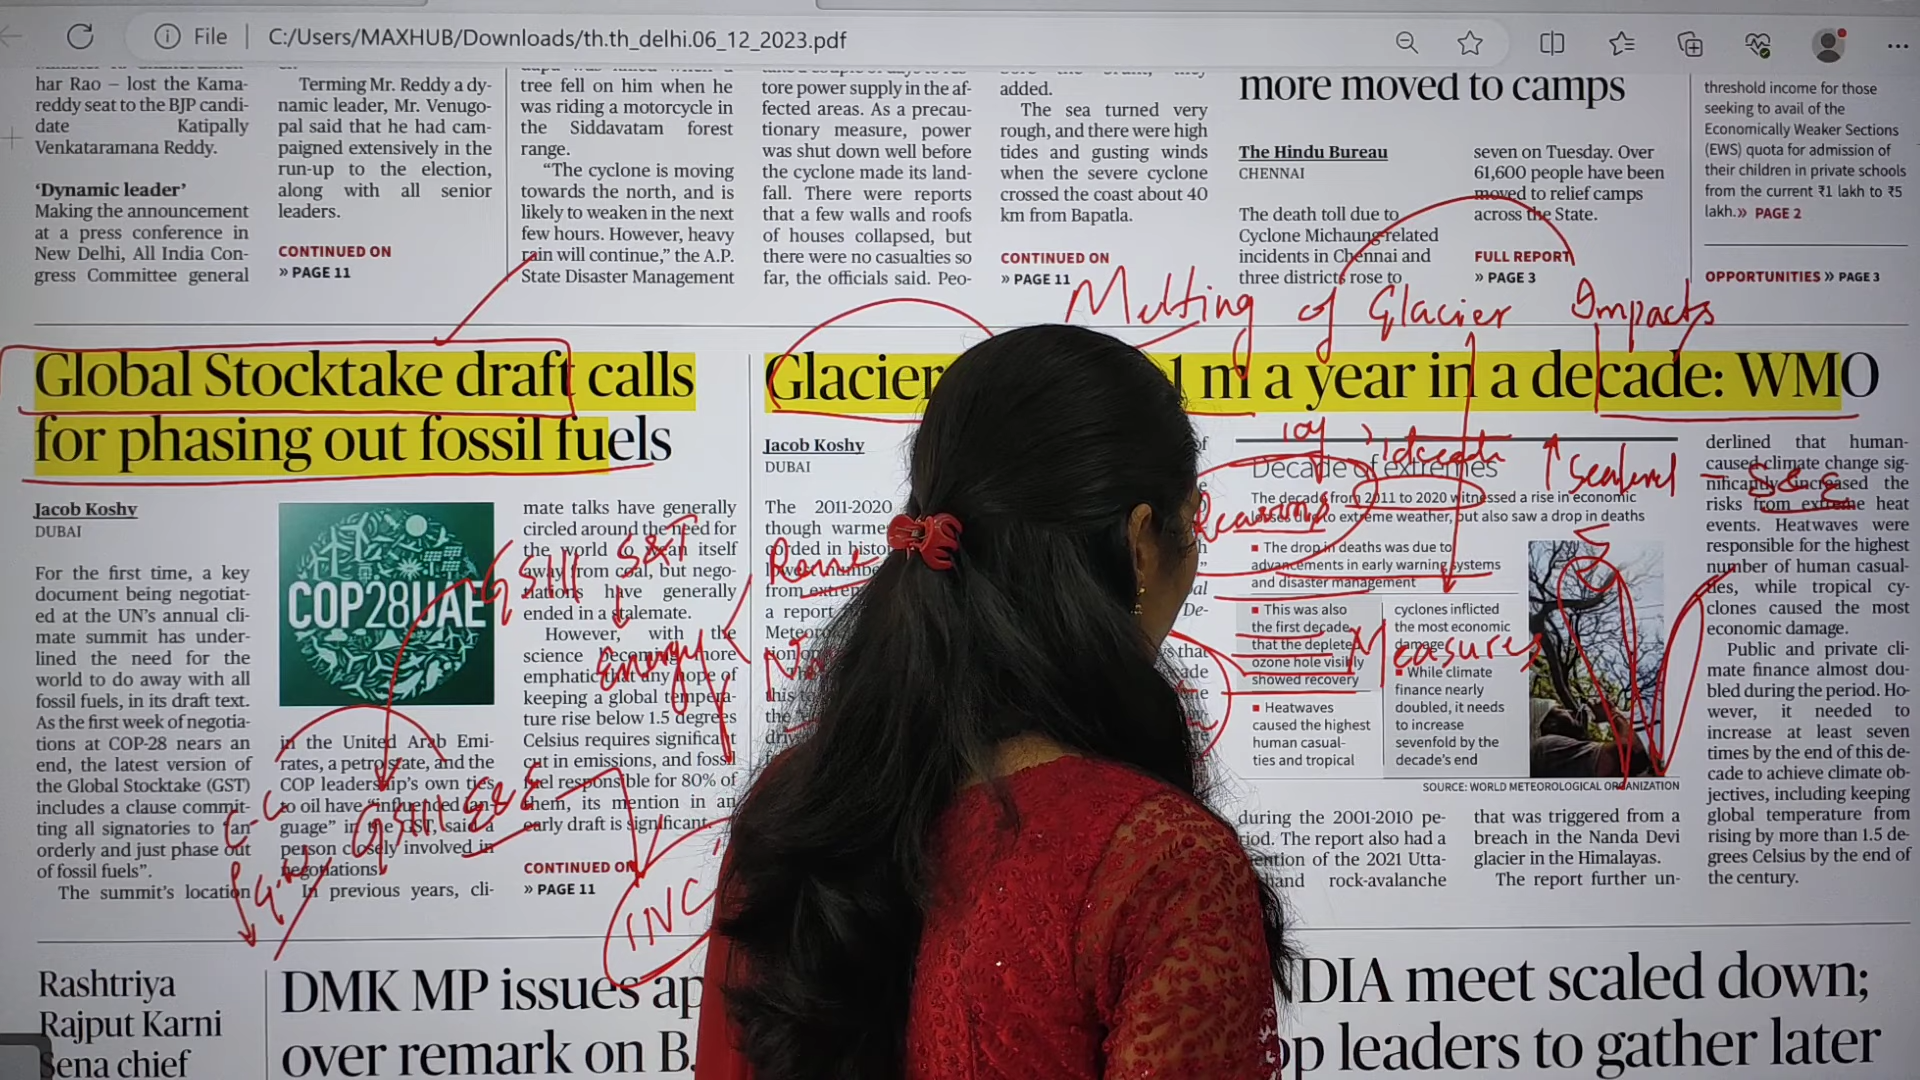 File
C:/Users/MAXHUB/Downloads/th.th_delhi.06_12_2023.pdf
har Rao – lost the Kama-
reddy seat to the BJP candi-
date Katipally
Venkataramana Reddy.
‘Dynamic leader’
Making the announcement
at a press conference in
New Delhi, All India Con-
gress Committee general
Terming Mr. Reddy a dy-
namic leader, Mr. Venugo-
pal said that he had cam-
paigned extensively in the
run-up to the election,
along with all senior
leaders.
CONTINUED ON
» PAGE 11
tree fell on him when he
was riding a motorcycle in
the Siddavatam forest
range.
“The cyclone is moving
towards the north, and is
likely to weaken in the next
few hours. However, heavy
rain will continue,” the A.P.
State Disaster Management
tore power supply in the af-
fected areas. As a precau-
tionary measure, power
was shut down well before
the cyclone made its land-
fall. There were reports
that a few walls and roofs
of houses collapsed, but
there were no casualties so
far, the officials said. Peo-
added.
The sea turned very
rough, and there were high
tides and gusting winds
when the severe cyclone
crossed the coast about 40
km from Bapatla.
CONTINUED ON
» PAGE 11
more moved to camps
The Hindu Bureau
CHENNAI
The death toll due to
Cyclone Michaung-related
incidents in Chennai and
three districts rose to
seven on Tuesday. Over
61,600 people have been
moved to relief camps
across the State.
FULL REPORT
» PAGE 3
threshold income for those
seeking to avail of the
Economically Weaker Sections
(EWS) quota for admission of
their children in private schools
from the current ₹1 lakh to ₹5
lakh.» PAGE 2
OPPORTUNITIES » PAGE 3
Melting of Glacier Impacts
Global Stocktake draft calls
for phasing out fossil fuels
Jacob Koshy
DUBAI
For the first time, a key
document being negotiat-
ed at the UN’s annual cli-
mate summit has under-
lined the need for the
world to do away with all
fossil fuels, in its draft text.
As the first week of negotia-
tions at COP-28 nears an
end, the latest version of
the Global Stocktake (GST)
includes a clause commit-
ting all signatories to “an
orderly and just phase out
of fossil fuels”.
The summit’s location
COP28UAE
in the United Arab Emi-
rates, a petrostate, and the
COP leadership’s own ties
to oil have “influenced lan-
guage” in the GST, said a
person closely involved in
negotiations.
In previous years, cli-
mate talks have generally
circled around the need for
the world to wean itself
away from coal, but nego-
tiations have generally
ended in a stalemate.
However, with the
science becoming more
emphatic that any hope of
keeping a global tempera-
ture rise below 1.5 degrees
Celsius requires significant
cut in emissions, and fossil
fuel responsible for 80% of
them, its mention in an
early draft is significant.
CONTINUED ON
» PAGE 11
GSIII S&T
Energy
GSIII E&E
Glacier 1 m a year in a decade: WMO
Jacob Koshy
DUBAI
The 2011-2020
though warme
corded in histo
from extre
a report
Meteoro
10y
decade
Sealevel
Reasons
Measures
Decade of extremes
The decade from 2011 to 2020 witnessed a rise in economic
losses due to extreme weather, but also saw a drop in deaths
The drop in deaths was due to
advancements in early warning systems
and disaster management
This was also
the first decade
that the depleted
ozone hole visibly
showed recovery
Heatwaves
caused the highest
human casual-
ties and tropical
cyclones inflicted
the most economic
damage
While climate
finance nearly
doubled, it needs
to increase
sevenfold by the
decade’s end
SOURCE: WORLD METEOROLOGICAL ORGANIZATION
during the 2001-2010 pe-
riod. The report also had a
mention of the 2021 Utta-
rock-avalanche
that was triggered from a
breach in the Nanda Devi
glacier in the Himalayas.
The report further un-
derlined that human-
caused climate change sig-
nificantly increased the
risks from extreme heat
events. Heatwaves were
responsible for the highest
number of human casual-
ties, while tropical cy-
clones caused the most
economic damage.
Public and private cli-
mate finance almost dou-
bled during the period. Ho-
wever, it needed to
increase at least seven
times by the end of this de-
cade to achieve climate ob-
jectives, including keeping
global temperature from
rising by more than 1.5 de-
grees Celsius by the end of
the century.
Rashtriya
Rajput Karni
Sena chief
DMK MP issues ap
over remark on B
DIA meet scaled down;
op leaders to gather later